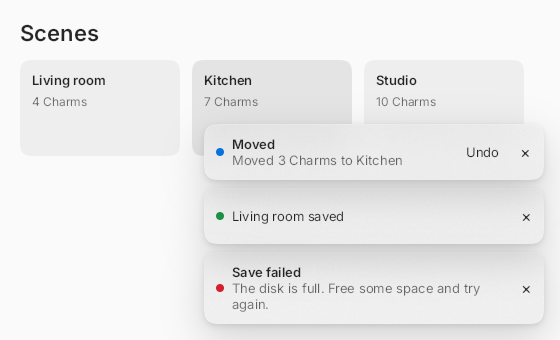 Scenes
Living room
4 Charms
Kitchen
7 Charms
Studio
10 Charms
Moved
Moved 3 Charms to Kitchen
Undo
×
Living room saved
×
Save failed
The disk is full. Free some space and try
again.
×